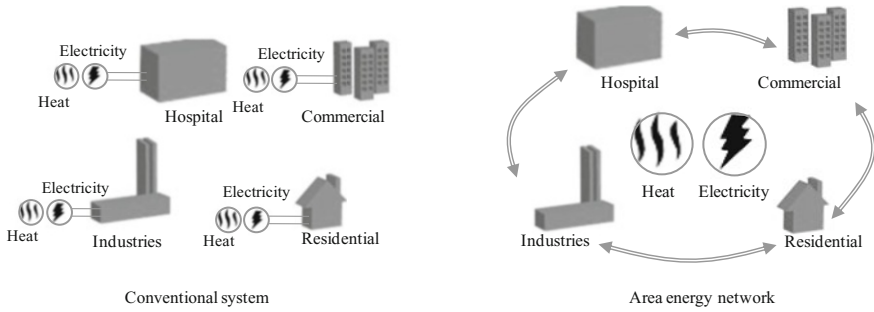 Electricity
Heat
Hospital
Electricity
Heat
Commercial
Electricity
Heat
Industries
Electricity
Heat
Residential
Conventional system
Hospital
Commercial
Heat
Electricity
Industries
Residential
Area energy network